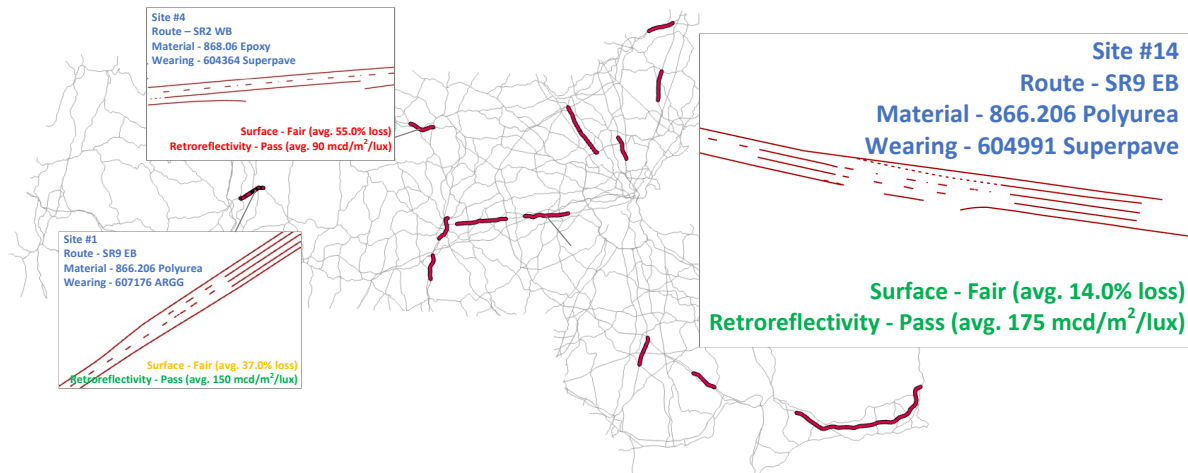 Site #4
Route – SR2 WB
Material - 868.06 Epoxy
Wearing - 604364 Superpave
Surface - Fair (avg. 55.0% loss)
Retroreflectivity - Pass (avg. 90 mcd/m²/lux)
Site #1
Route - SR9 EB
Material - 866.206 Polyurea
Wearing - 607176 ARGG
Surface - Fair (avg. 37.0% loss)
Retroreflectivity - Pass (avg. 150 mcd/m²/lux)
Site #14
Route - SR9 EB
Material - 866.206 Polyurea
Wearing - 604991 Superpave
Surface - Fair (avg. 14.0% loss)
Retroreflectivity - Pass (avg. 175 mcd/m²/lux)